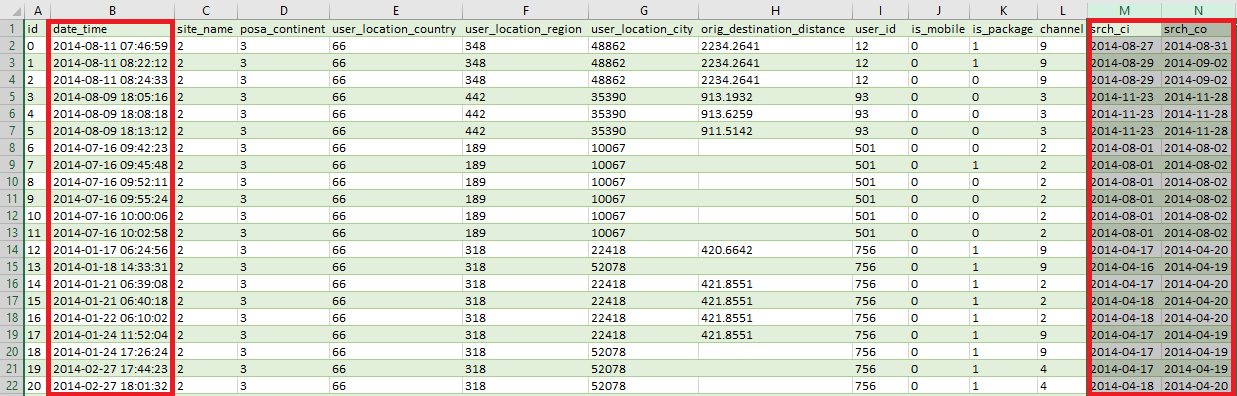 A B C D E F G H I J K L M N
1 id date_time site_name posa_continent user_location_country user_location_region user_location_city orig_destination_distance user_id is_mobile is_package channel srch_ci srch_co
2 0 2014-08-11 07:46:59 2 3 66 348 48862 2234.2641 12 0 1 9 2014-08-27 2014-08-31
3 1 2014-08-11 08:22:12 2 3 66 348 48862 2234.2641 12 0 1 9 2014-08-29 2014-09-02
4 2 2014-08-11 08:24:33 2 3 66 348 48862 2234.2641 12 0 0 9 2014-08-29 2014-09-02
5 3 2014-08-09 18:05:16 2 3 66 442 35390 913.1932 93 0 0 3 2014-11-23 2014-11-28
6 4 2014-08-09 18:08:18 2 3 66 442 35390 913.6259 93 0 0 3 2014-11-23 2014-11-28
7 5 2014-08-09 18:13:12 2 3 66 442 35390 911.5142 93 0 0 3 2014-11-23 2014-11-28
8 6 2014-07-16 09:42:23 2 3 66 189 10067 501 0 0 2 2014-08-01 2014-08-02
9 7 2014-07-16 09:45:48 2 3 66 189 10067 501 0 1 2 2014-08-01 2014-08-02
10 8 2014-07-16 09:52:11 2 3 66 189 10067 501 0 0 2 2014-08-01 2014-08-02
11 9 2014-07-16 09:55:24 2 3 66 189 10067 501 0 0 2 2014-08-01 2014-08-02
12 10 2014-07-16 10:00:06 2 3 66 189 10067 501 0 0 2 2014-08-01 2014-08-02
13 11 2014-07-16 10:02:58 2 3 66 189 10067 501 0 0 2 2014-08-01 2014-08-02
14 12 2014-01-17 06:24:56 2 3 66 318 22418 420.6642 756 0 1 9 2014-04-17 2014-04-20
15 13 2014-01-18 14:33:31 2 3 66 318 52078 756 0 1 9 2014-04-16 2014-04-19
16 14 2014-01-21 06:39:08 2 3 66 318 22418 421.8551 756 0 1 2 2014-04-17 2014-04-20
17 15 2014-01-21 06:40:18 2 3 66 318 22418 421.8551 756 0 1 2 2014-04-18 2014-04-20
18 16 2014-01-22 06:10:02 2 3 66 318 22418 421.8551 756 0 1 2 2014-04-18 2014-04-20
19 17 2014-01-24 11:52:04 2 3 66 318 22418 421.8551 756 0 1 9 2014-04-17 2014-04-19
20 18 2014-01-24 17:26:24 2 3 66 318 52078 756 0 1 9 2014-04-17 2014-04-19
21 19 2014-02-27 17:44:23 2 3 66 318 52078 756 0 1 4 2014-04-17 2014-04-19
22 20 2014-02-27 18:01:32 2 3 66 318 52078 756 0 1 4 2014-04-18 2014-04-20